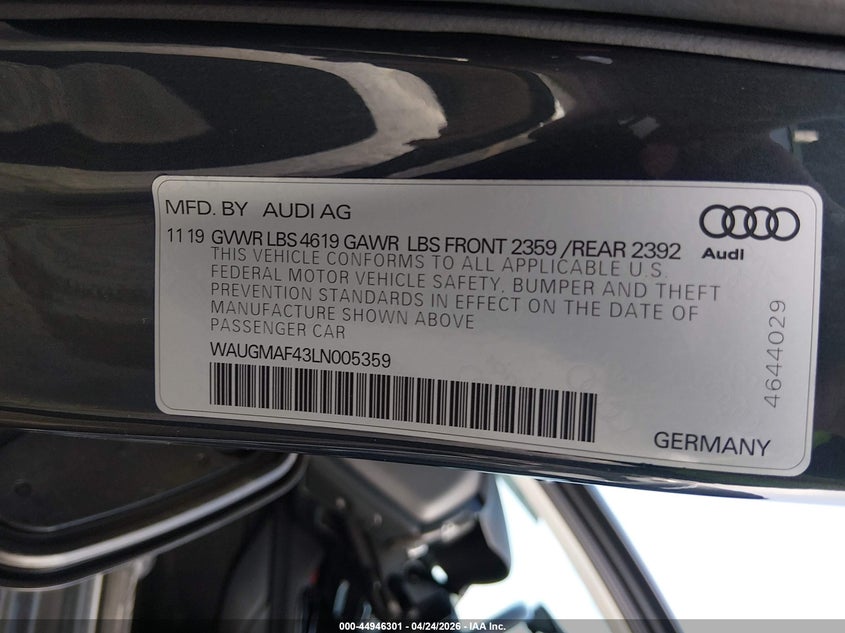 MFD. BY AUDI AG
11 19 GVWR LBS 4619 GAWR LBS FRONT 2359 /REAR 2392
Audi
THIS VEHICLE CONFORMS TO ALL APPLICABLE U.S.
FEDERAL MOTOR VEHICLE SAFETY, BUMPER AND THEFT
PREVENTION STANDARDS IN EFFECT ON THE DATE OF
MANUFACTURE SHOWN ABOVE
PASSENGER CAR
WAUGMAF43LN005359
4644029
GERMANY
000-44946301 - 04/24/2026 - IAA Inc.